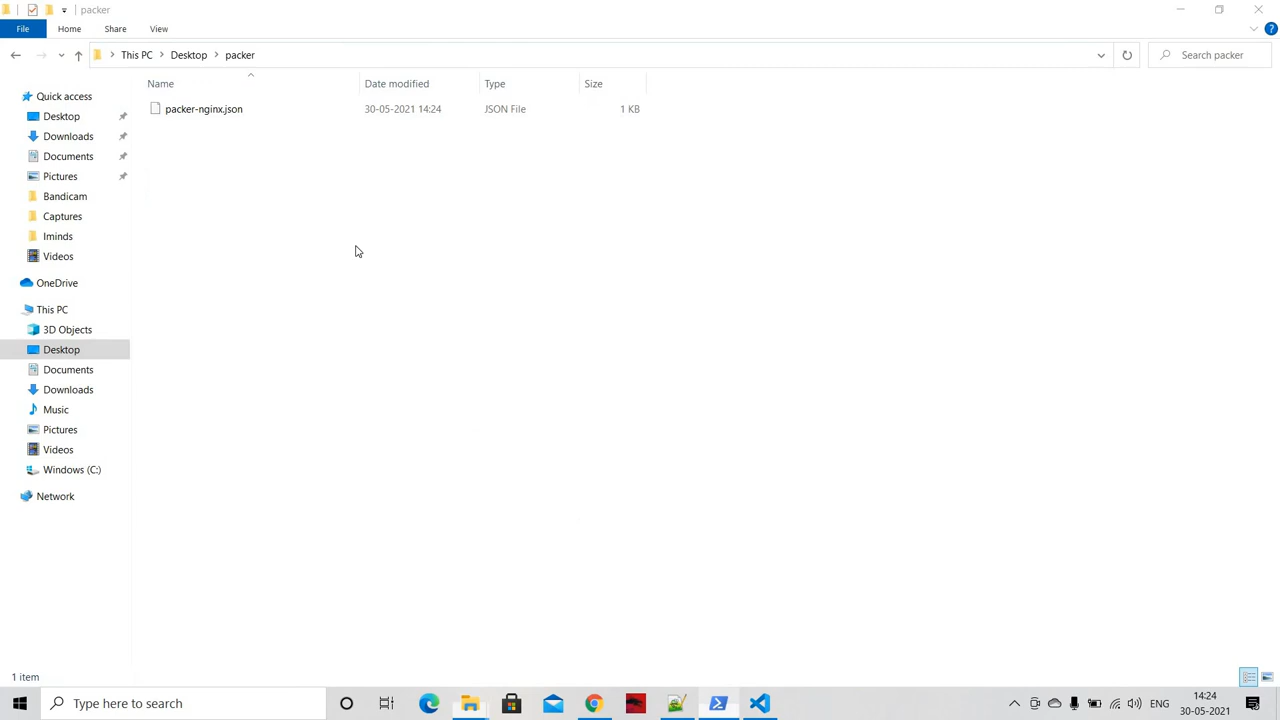 packer
File Home Share View
This PC Desktop packer
Search packer
Name Date modified Type Size
packer-nginx.json 30-05-2021 14:24 JSON File 1 KB
Quick access
Desktop
Downloads
Documents
Pictures
Bandicam
Captures
Iminds
Videos
OneDrive
This PC
3D Objects
Desktop
Documents
Downloads
Music
Pictures
Videos
Windows (C:)
Network
1 item
Type here to search
ENG
14:24
30-05-2021